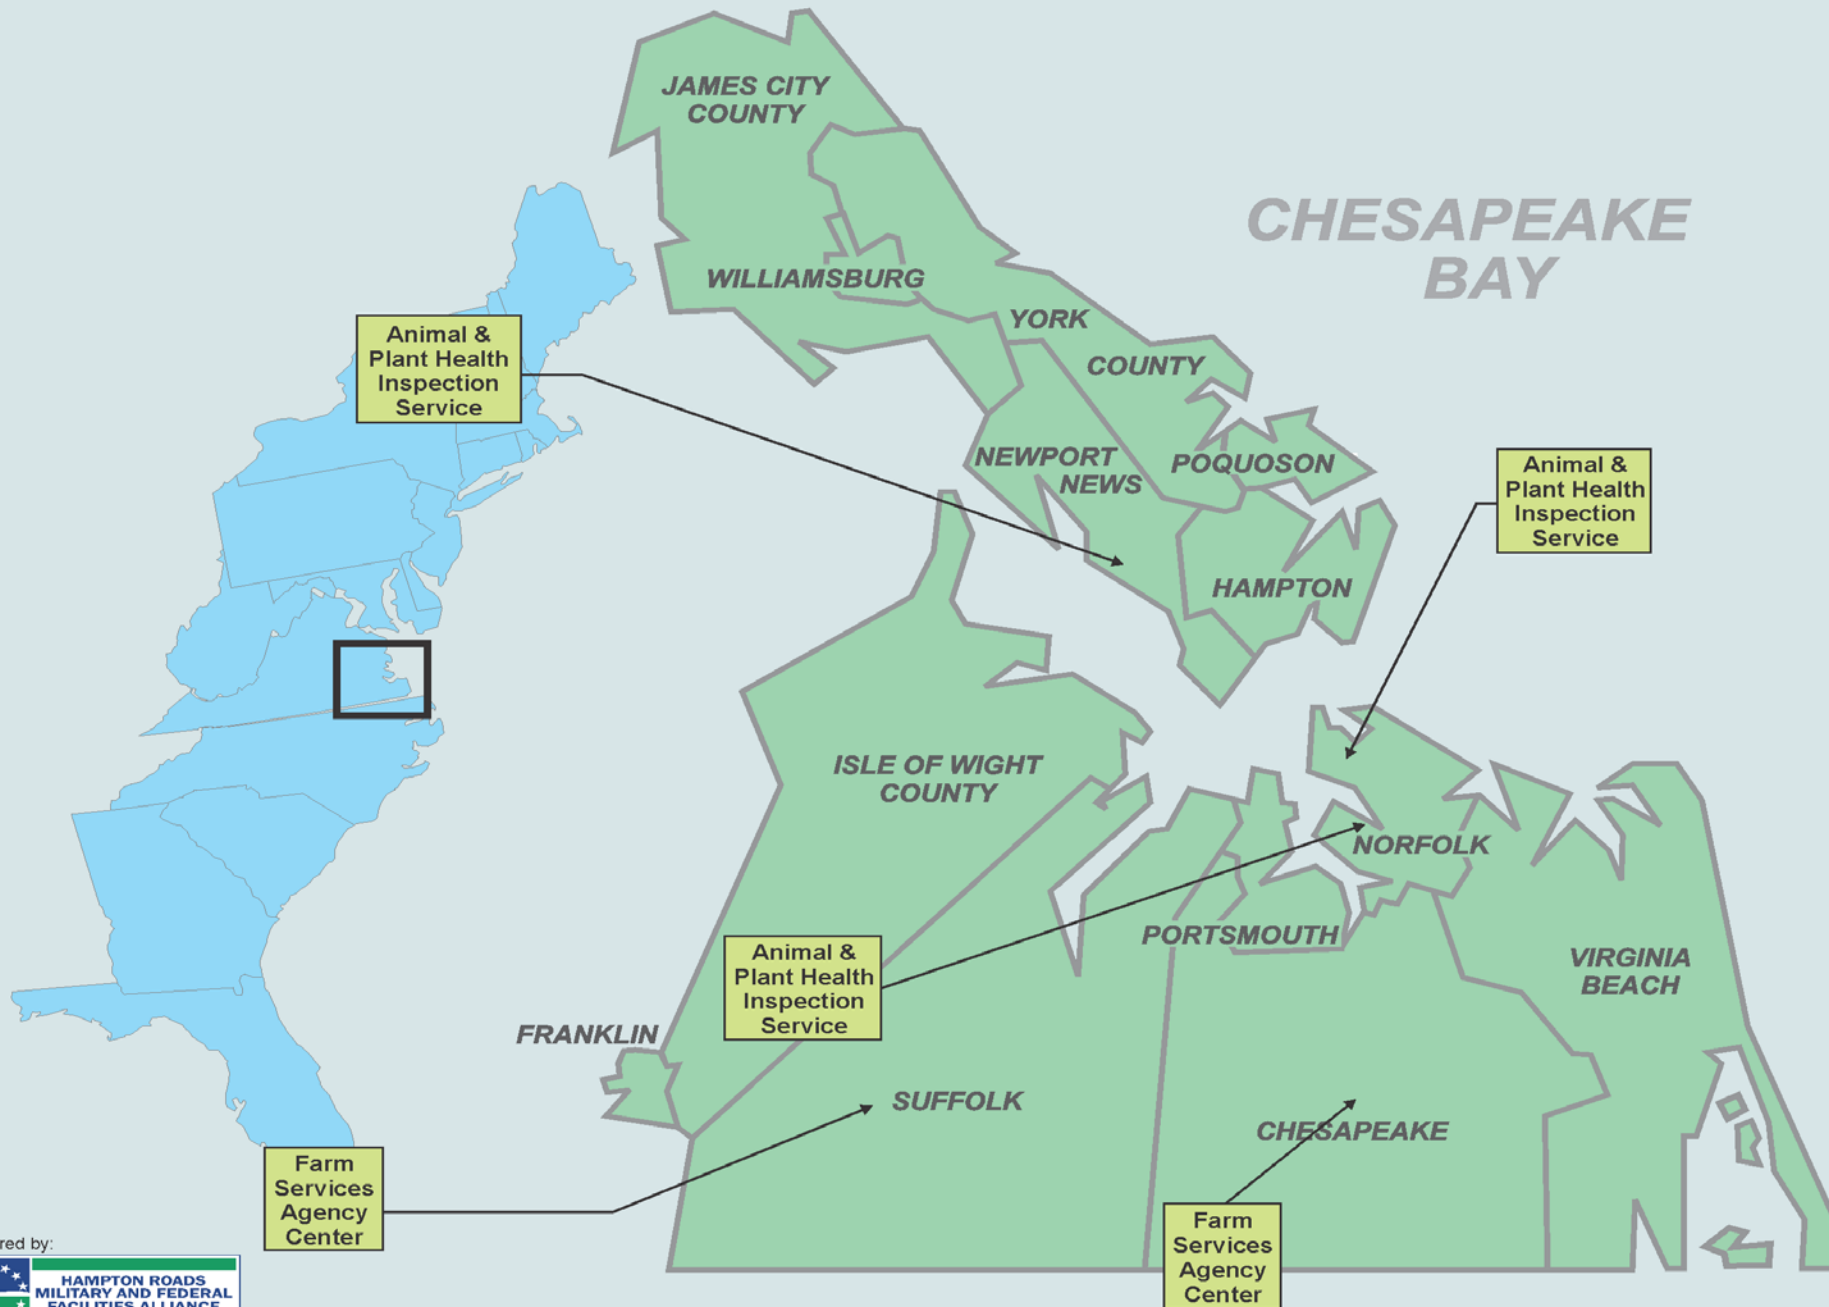 JAMES CITY
COUNTY
CHESAPEAKE
BAY
WILLIAMSBURG
YORK
COUNTY
Animal &
Plant Health
Inspection
Service
NEWPORT
NEWS
POQUOSON
Animal &
Plant Health
Inspection
Service
HAMPTON
ISLE OF WIGHT
COUNTY
NORFOLK
PORTSMOUTH
VIRGINIA
BEACH
Animal &
Plant Health
Inspection
Service
FRANKLIN
SUFFOLK
CHESAPEAKE
Farm
Services
Agency
Center
Farm
Services
Agency
Center
red by:
HAMPTON ROADS
MILITARY AND FEDERAL
FACILITIES ALLIANCE